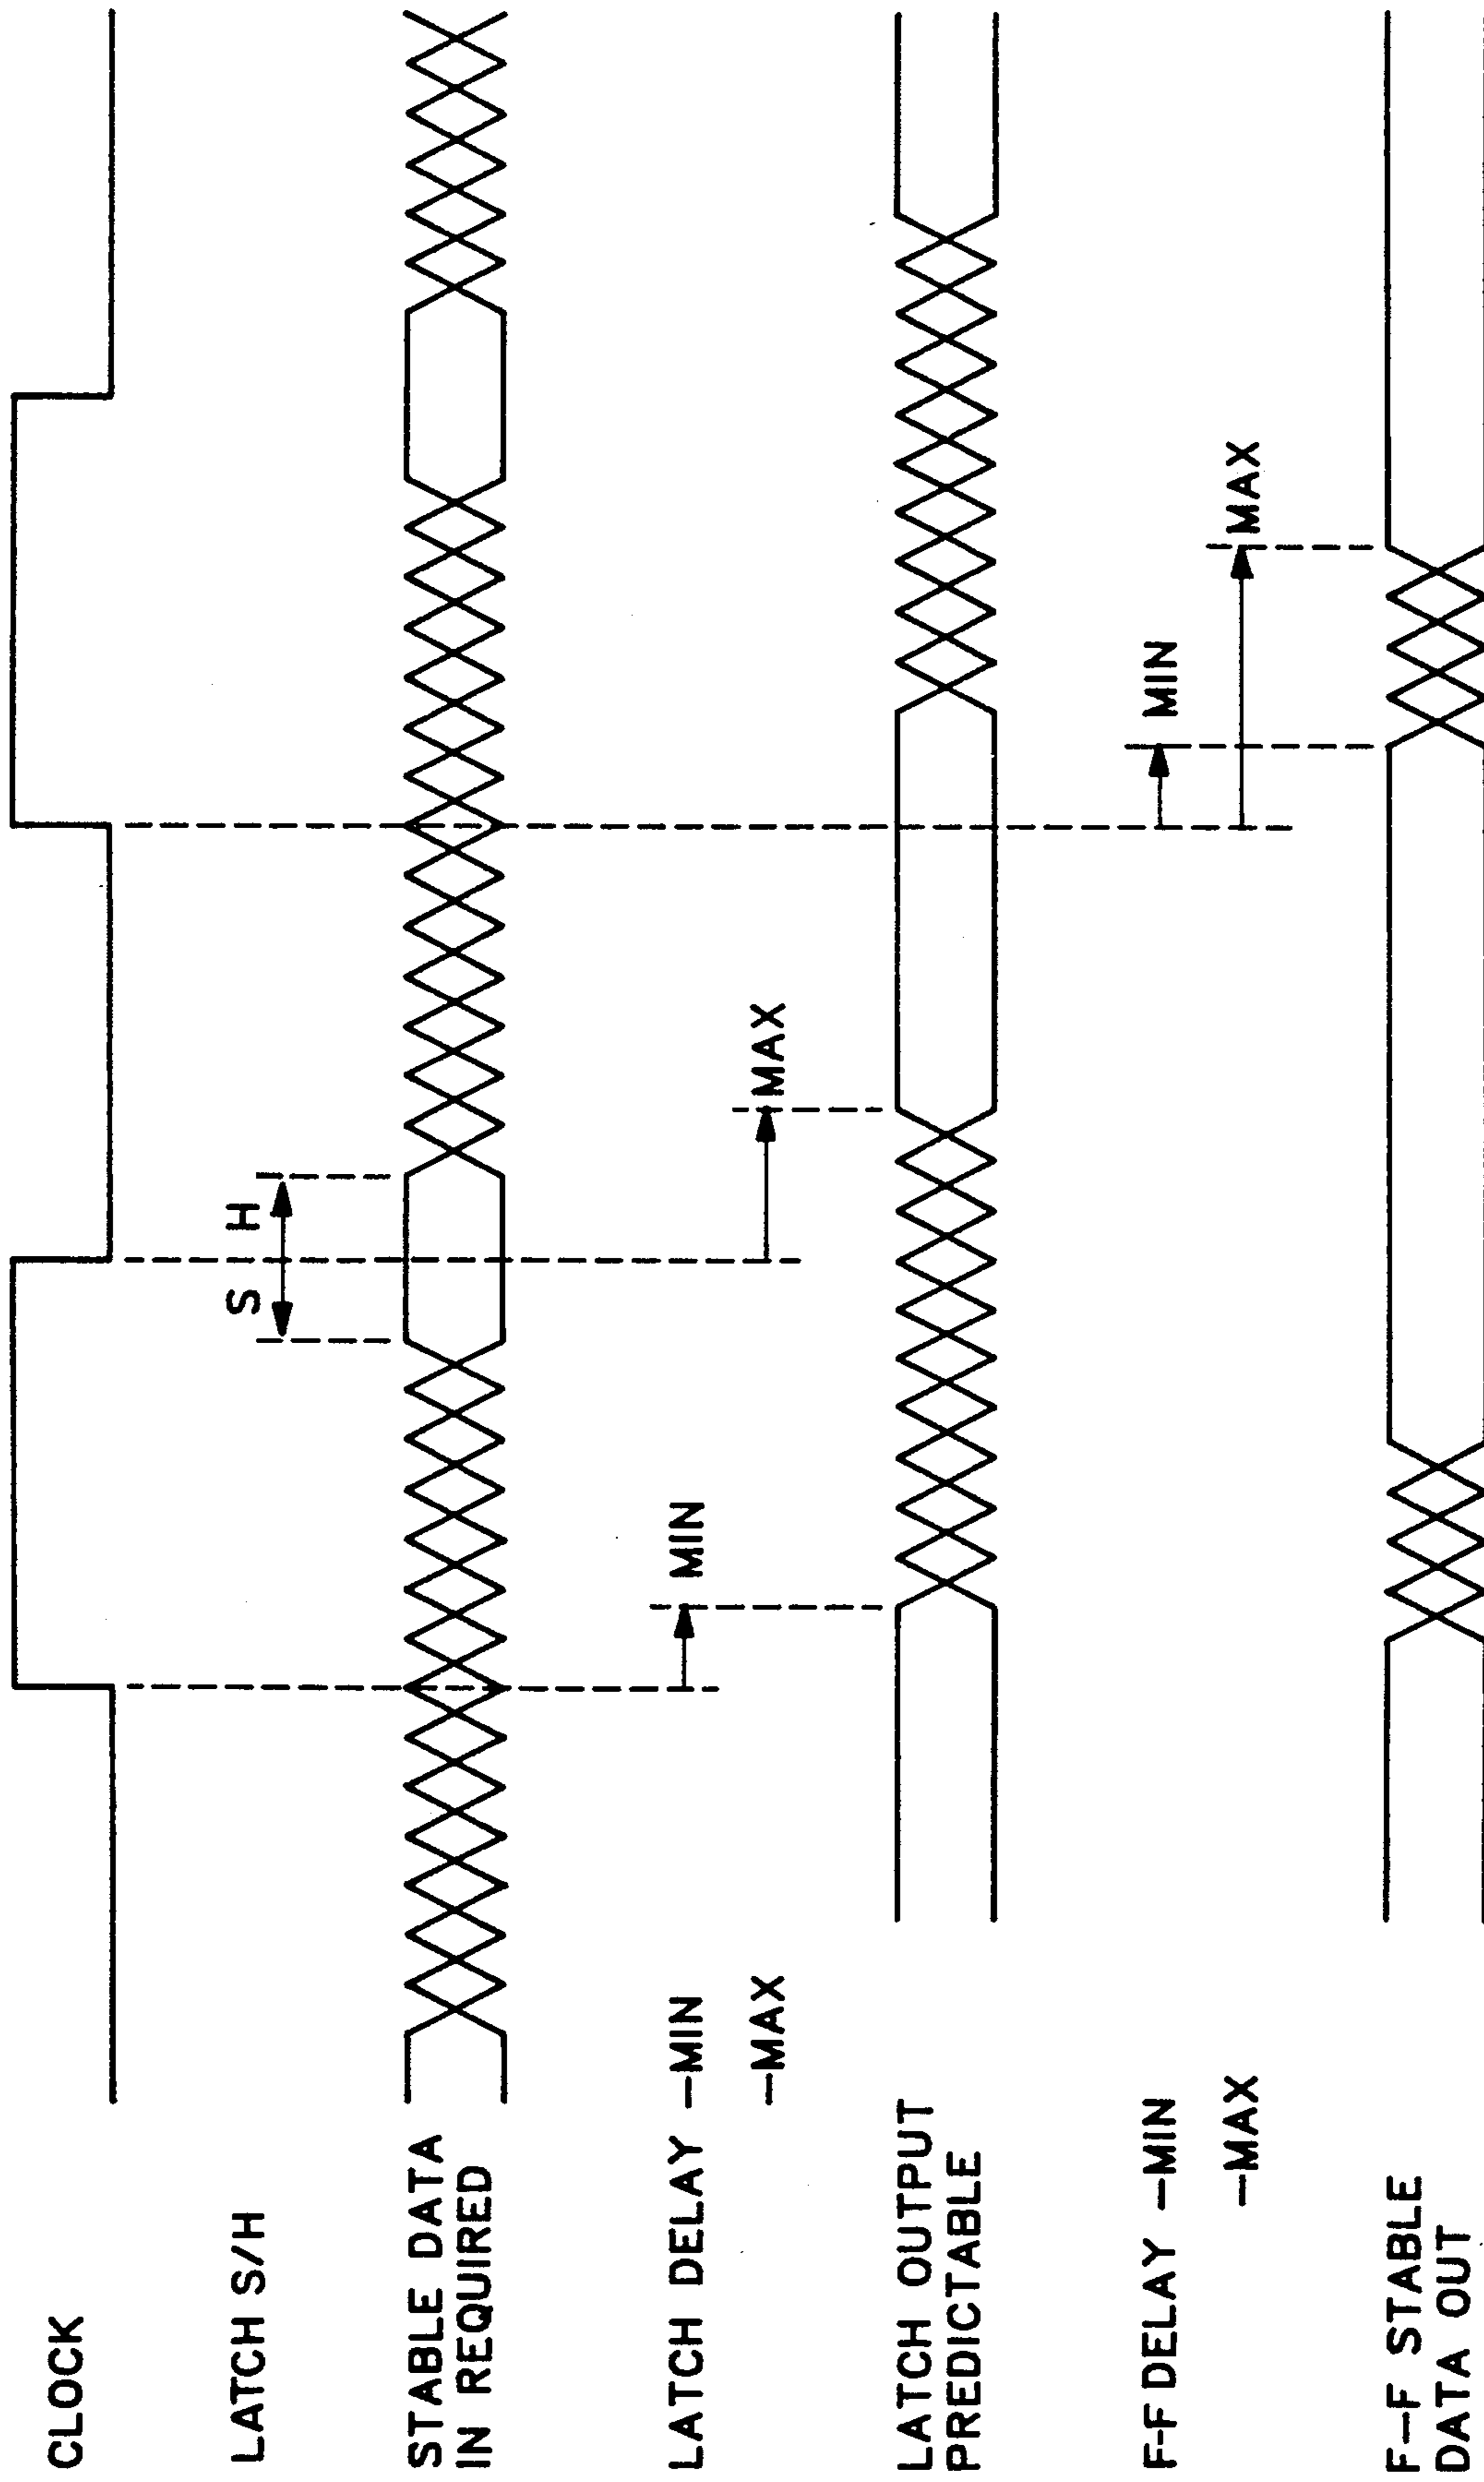 CLOCK
LATCH S/H
S H
STABLE DATA
IN REQUIRED
LATCH DELAY –MIN
MIN
–MAX
MAX
LATCH OUTPUT
PREDICTABLE
F-F DELAY –MIN
MIN
–MAX
MAX
F–F STABLE
DATA OUT